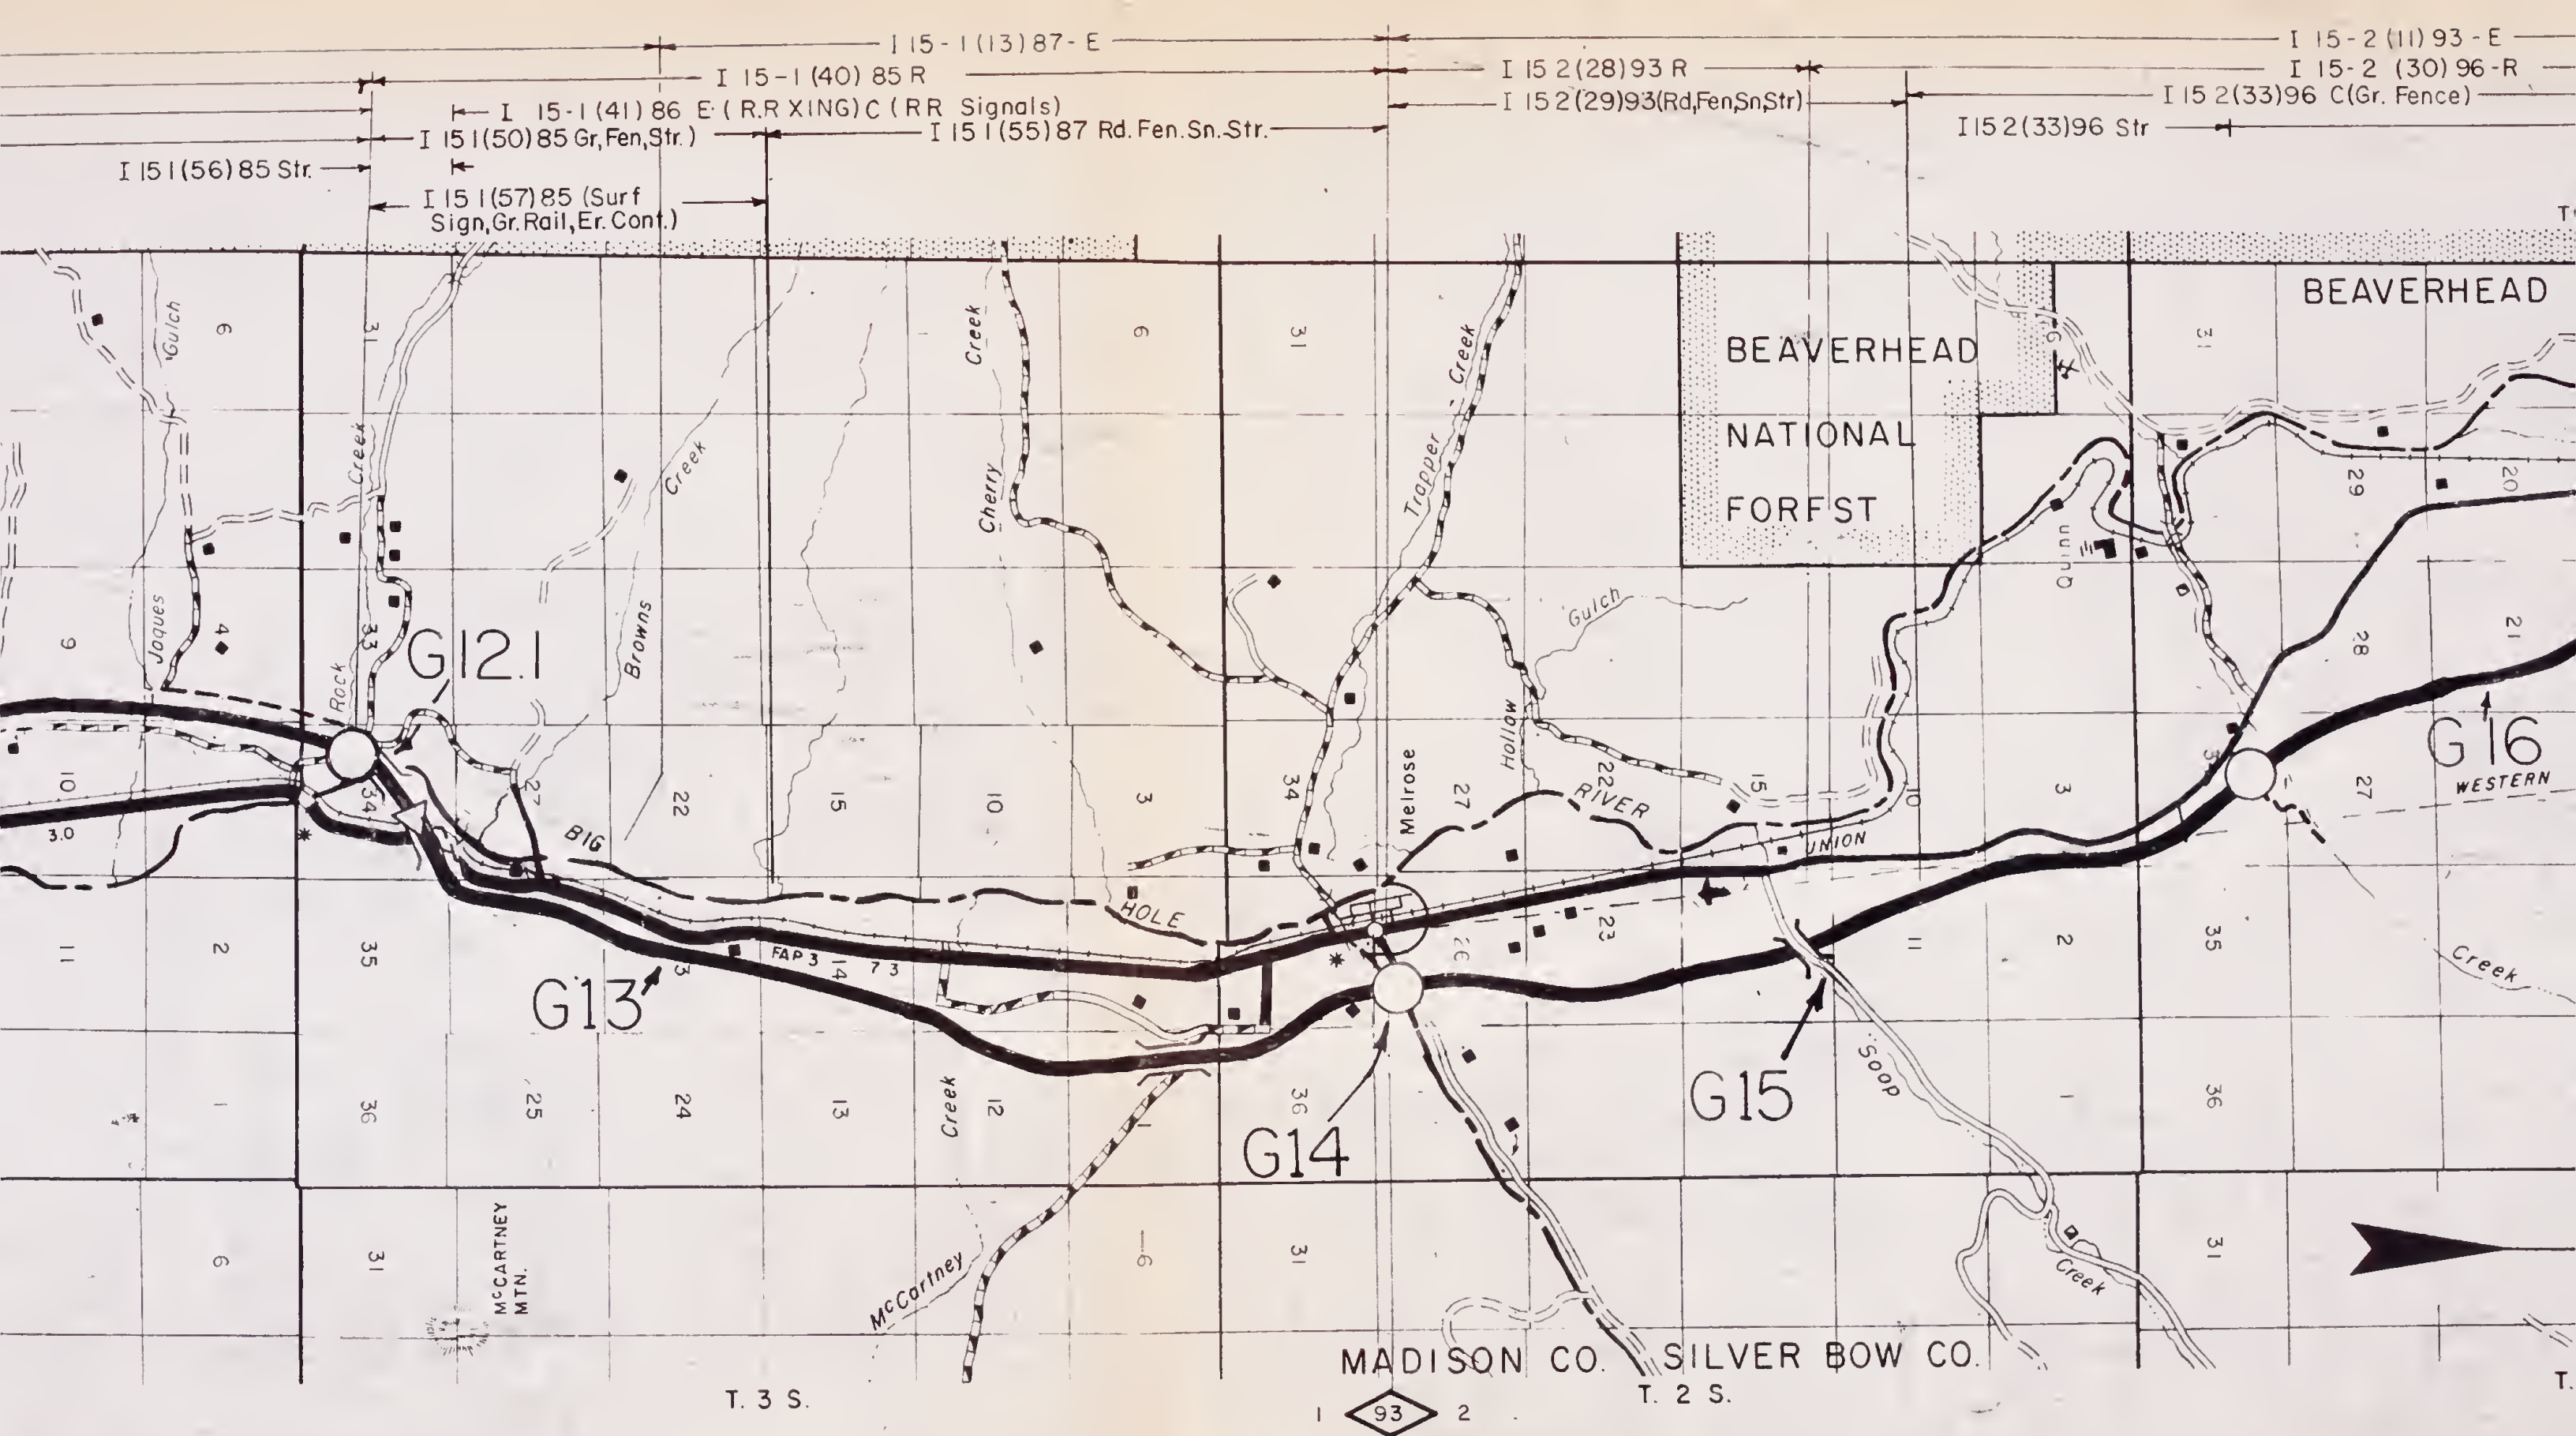 I 15-1(13)87-E
I 15-2(11)93-E
I 15-1(40)85 R
I 15 2(28)93 R
I 15-2 (30)96-R
I 15-1(41)86 E (R.R XING)C (RR Signals)
I 15 2(29)93(Rd,Fen,Sn,Str)
I 15 2(33)96 C(Gr. Fence)
I 15 1(50)85 Gr,Fen,Str.)
I 15 1(55)87 Rd. Fen. Sn.-Str.
I 15 2(33)96 Str
I 15 1(56)85 Str.
I 15 1(57)85 (Surf
Sign,Gr.Rail,Er.Cont.)
BEAVERHEAD
BEAVERHEAD
NATIONAL
FORFST
Gulch
6
31
Creek
6
31
Creek
31
Creek
Creek
Cherry
Trapper
29
20
Quinn
Jaques
9
4
33
Rock
G12.1
Browns
Gulch
28
21
Hollow
Melrose
G16
WESTERN
10
34
27
22
15
10
3
34
27
22
15
10
3
27
3.0
BIG
RIVER
UNION
HOLE
11
2
35
FAP 3
14
7 3
26
23
11
2
35
Creek
G13
G14
G15
Soap
1
36
25
24
13
Creek
12
1
36
1
36
6
31
McCARTNEY
MTN.
McCartney
6
31
31
Creek
MADISON CO.
SILVER BOW CO.
T. 3 S.
T. 2 S.
T.
1 93 2